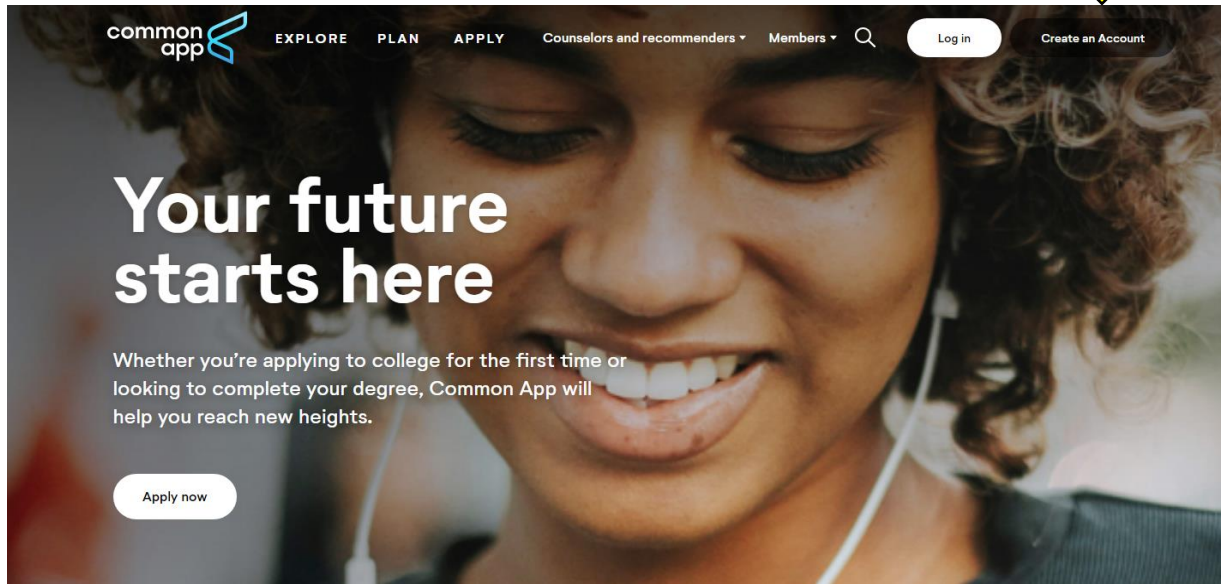 common
app
EXPLORE PLAN APPLY Counselors and recommenders Members Log in Create an Account
Your future
starts here
Whether you’re applying to college for the first time or
looking to complete your degree, Common App will
help you reach new heights.
Apply now